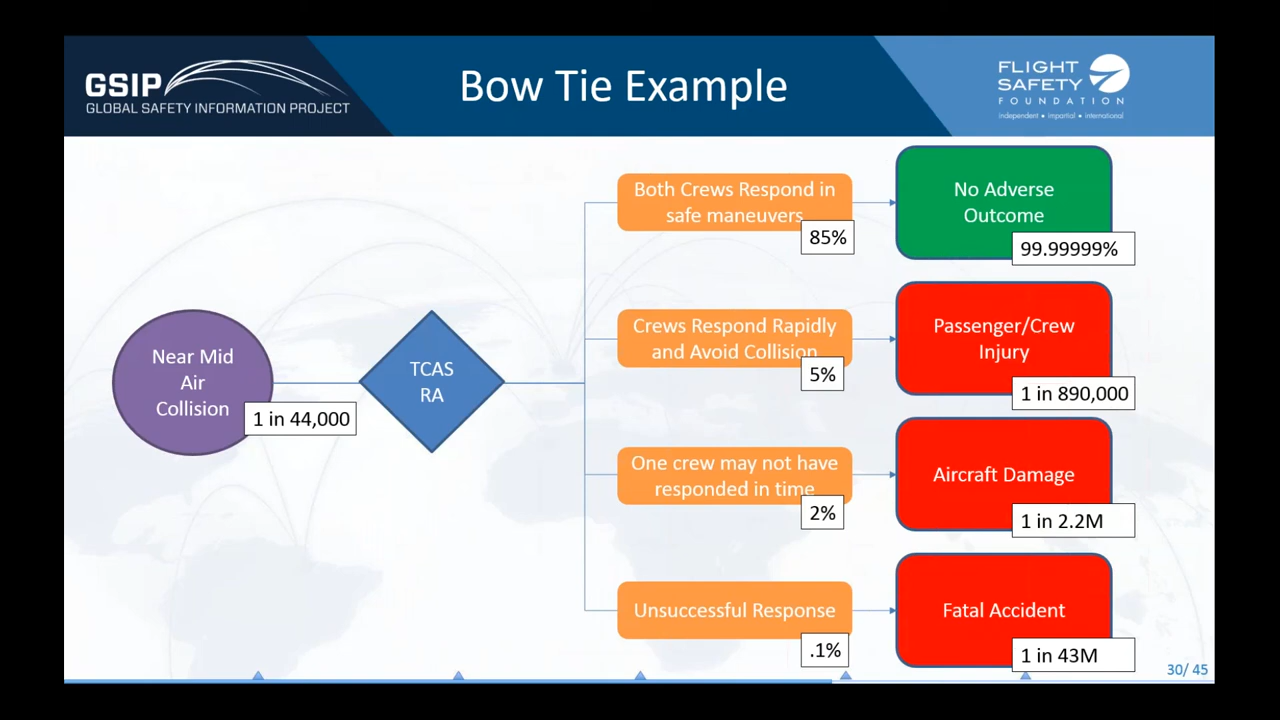 GSIP
GLOBAL SAFETY INFORMATION PROJECT
Bow Tie Example
FLIGHT
SAFETY
FOUNDATION
independent • impartial • international
Near Mid
Air
Collision
1 in 44,000
TCAS
RA
Both Crews Respond in
safe maneuvers
85%
No Adverse
Outcome
99.99999%
Crews Respond Rapidly
and Avoid Collision
5%
Passenger/Crew
Injury
1 in 890,000
One crew may not have
responded in time
2%
Aircraft Damage
1 in 2.2M
Unsuccessful Response
.1%
Fatal Accident
1 in 43M
30/ 45